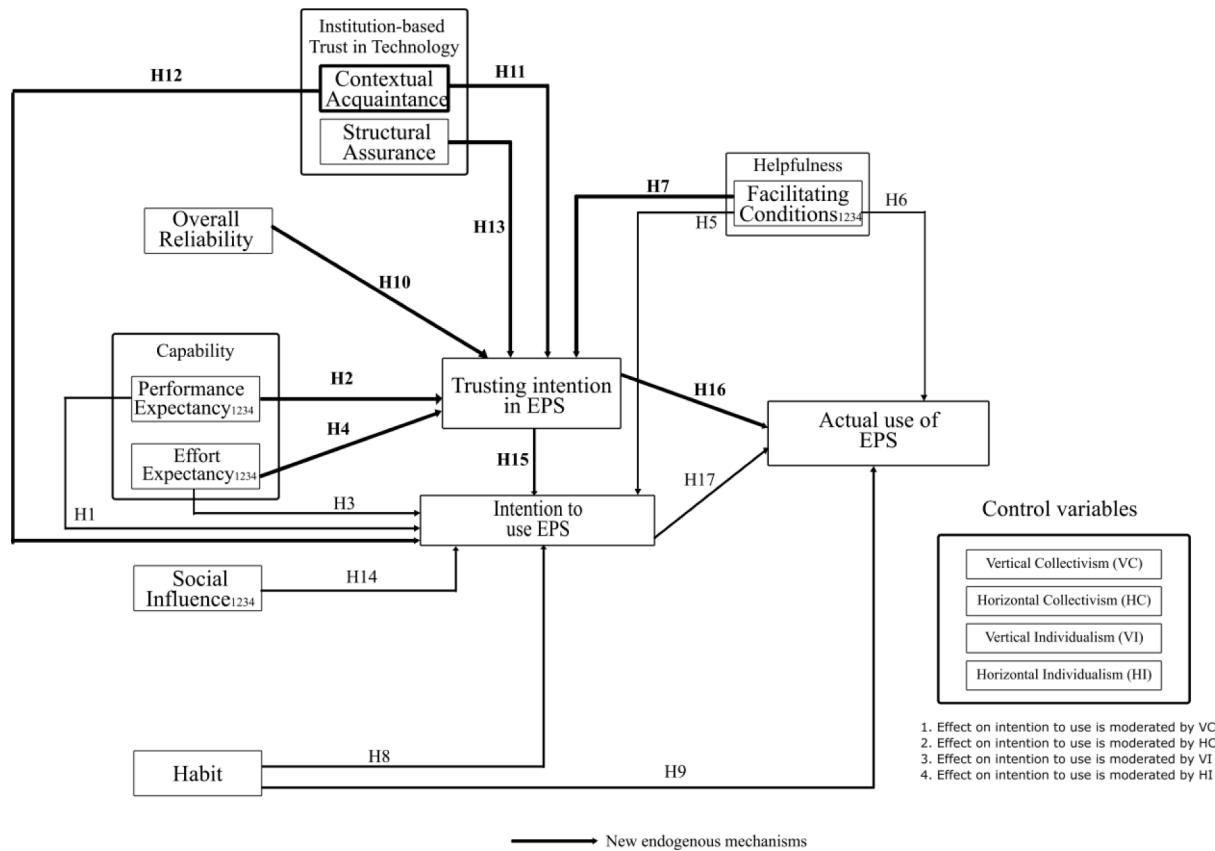 Institution-based
Trust in Technology
H12
H11
Contextual
Acquaintance
Structural
Assurance
Helpfulness
H7
Facilitating
Conditions1234
H6
H5
Overall
Reliability
H13
H10
Capability
Performance
Expectancy1234
H2
Trusting intention
in EPS
H16
Actual use of
EPS
H4
Effort
Expectancy1234
H15
H17
H3
H1
Intention to
use EPS
Control variables
Vertical Collectivism (VC)
Horizontal Collectivism (HC)
Vertical Individualism (VI)
Horizontal Individualism (HI)
Social
Influence1234
H14
1. Effect on intention to use is moderated by VC
2. Effect on intention to use is moderated by HC
3. Effect on intention to use is moderated by VI
4. Effect on intention to use is moderated by HI
Habit
H8
H9
New endogenous mechanisms